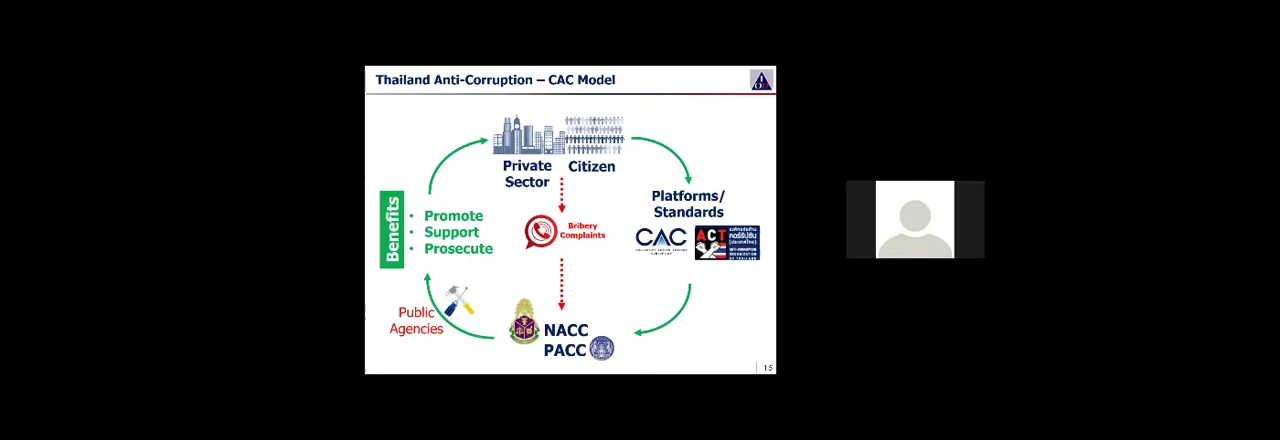 Thailand Anti-Corruption – CAC Model
Private
Sector
Citizen
Platforms/
Standards
Benefits
• Promote
• Support
• Prosecute
Bribery
Complaints
CAC
ACT
Public
Agencies
NACC
PACC
15